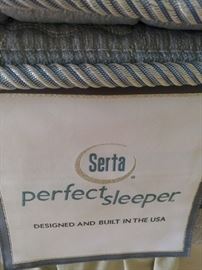 Serta
perfect sleeper
DESIGNED AND BUILT IN THE USA